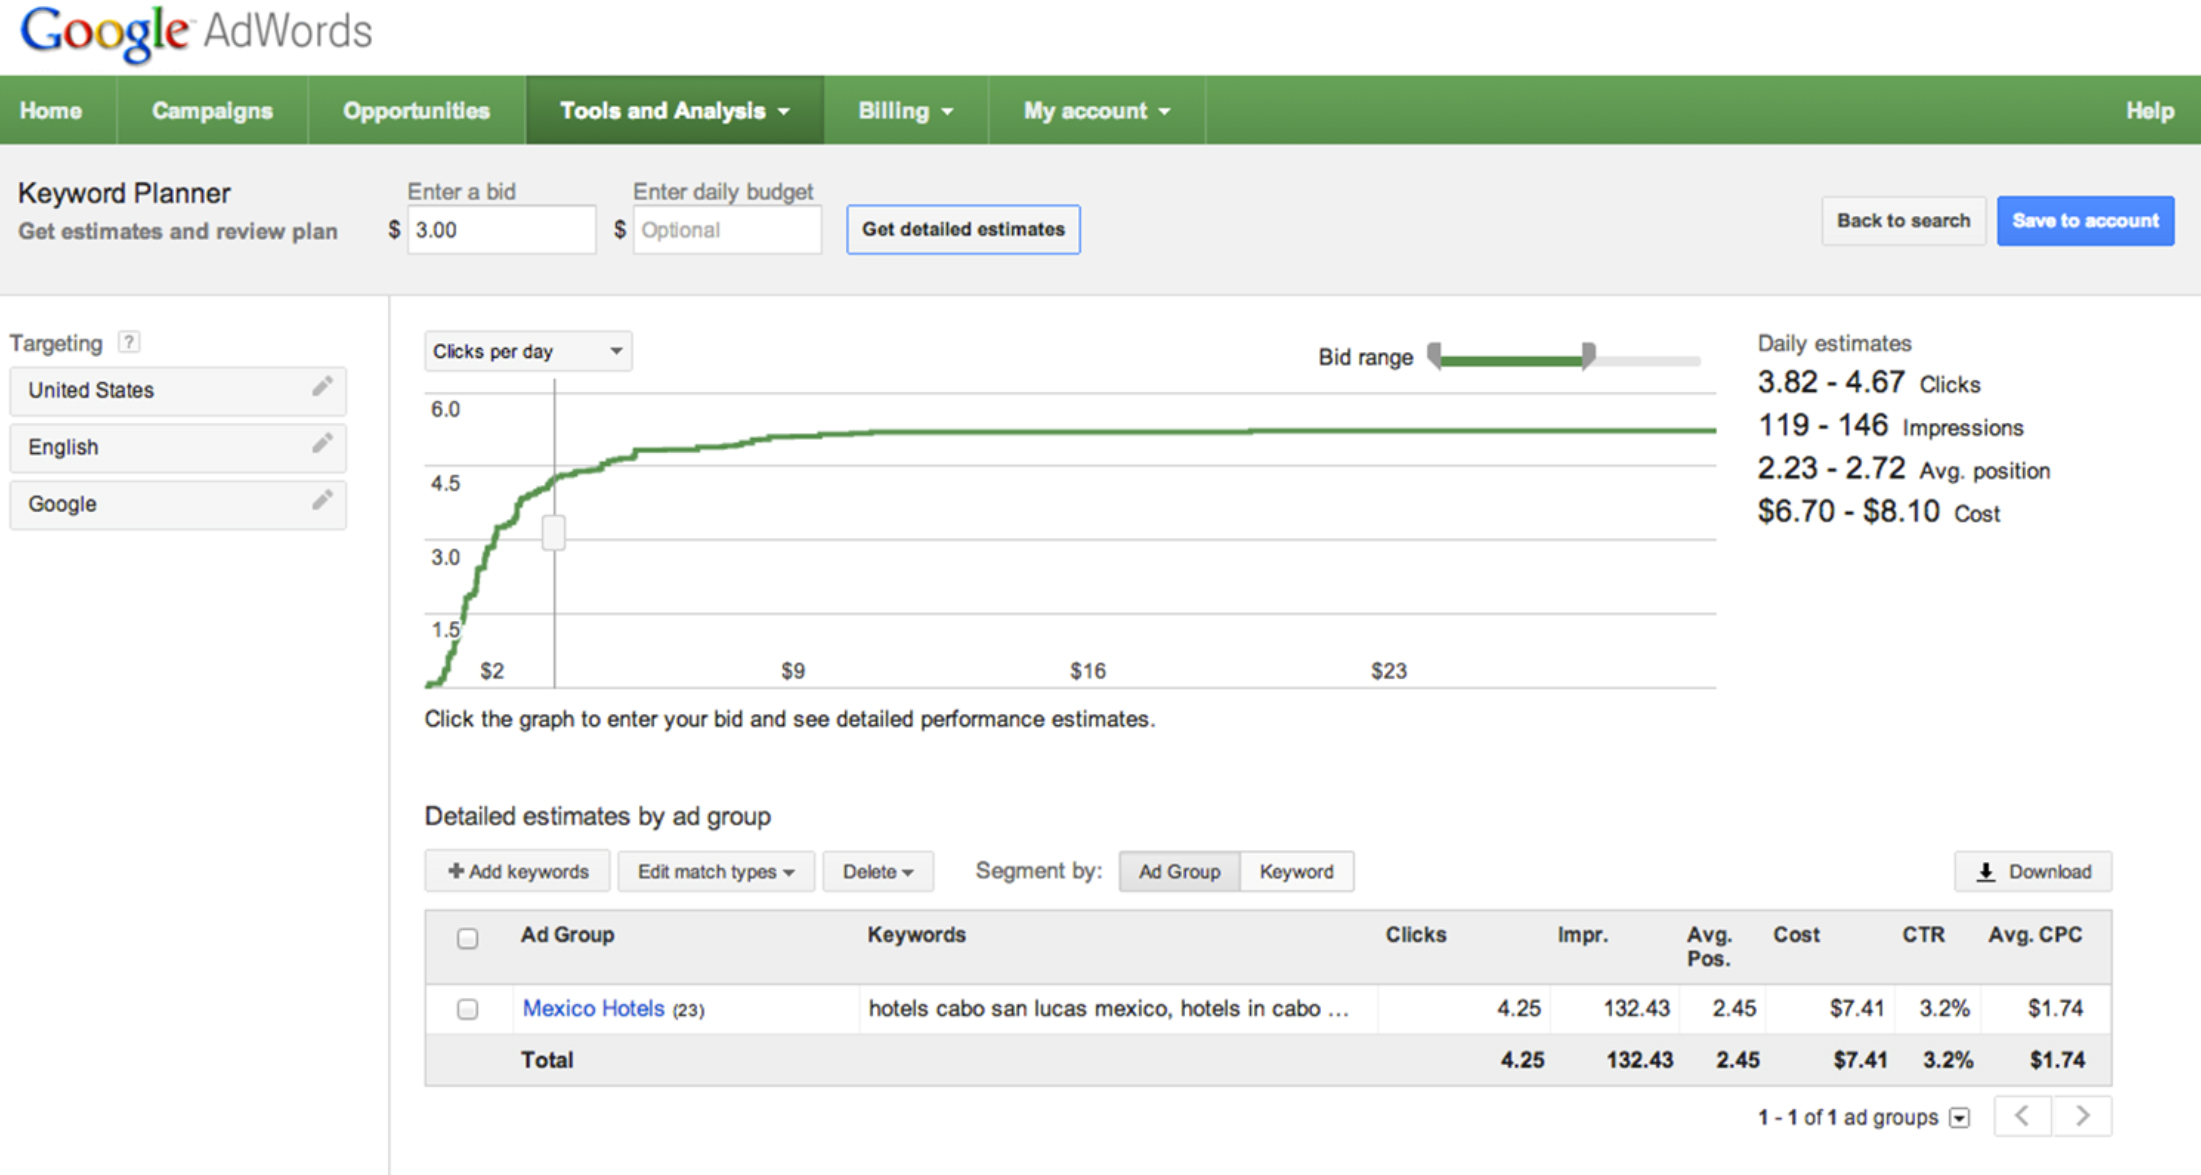 Google AdWords
Home Campaigns Opportunities Tools and Analysis Billing My account Help
Keyword Planner
Get estimates and review plan
Enter a bid
$ 3.00
Enter daily budget
$ Optional
Get detailed estimates
Back to search
Save to account
Targeting ?
United States
English
Google
Clicks per day
Bid range
6.0
4.5
3.0
1.5
$2 $9 $16 $23
Click the graph to enter your bid and see detailed performance estimates.
Daily estimates
3.82 - 4.67 Clicks
119 - 146 Impressions
2.23 - 2.72 Avg. position
$6.70 - $8.10 Cost
Detailed estimates by ad group
Add keywords Edit match types Delete Segment by: Ad Group Keyword Download
Ad Group Keywords Clicks Impr. Avg. Pos. Cost CTR Avg. CPC
Mexico Hotels (23) hotels cabo san lucas mexico, hotels in cabo ... 4.25 132.43 2.45 $7.41 3.2% $1.74
Total 4.25 132.43 2.45 $7.41 3.2% $1.74
1 - 1 of 1 ad groups